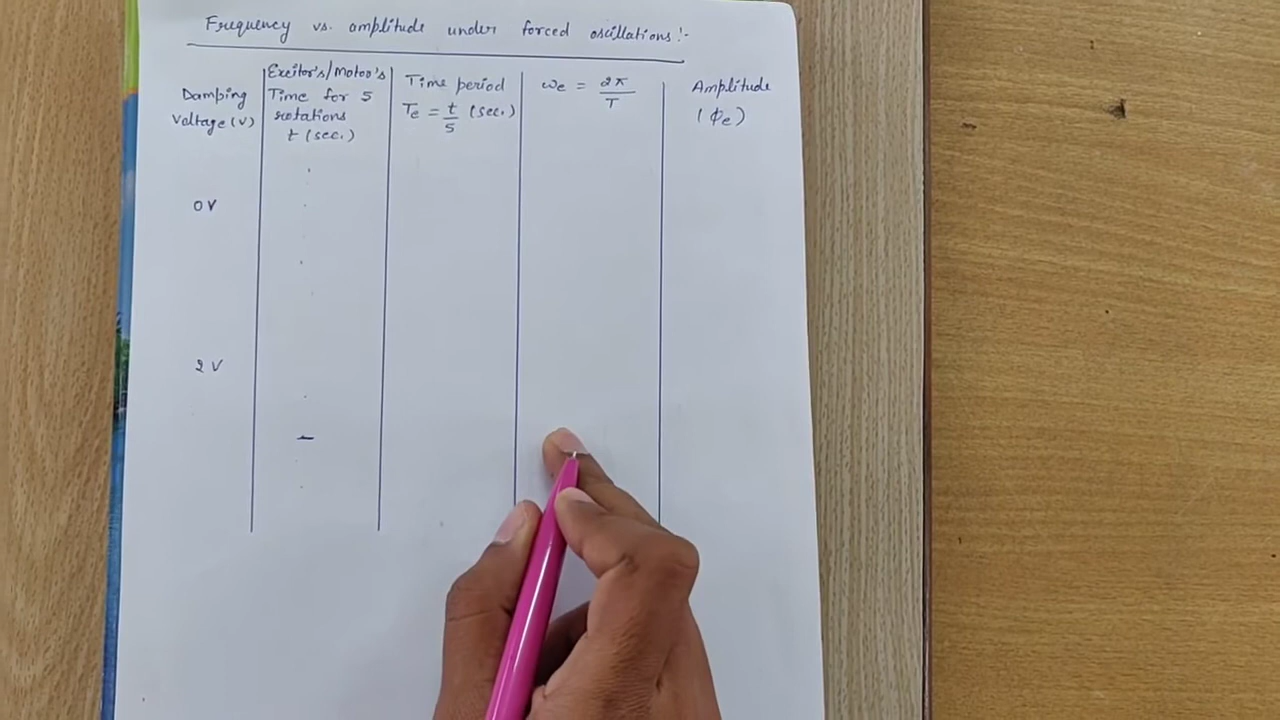 Frequency vs. amplitude under forced oscillations:-
Damping
Voltage (V)
Excitor's/Motor's
Time for 5
rotations
t (sec.)
Time period
Te = t/5 (sec.)
ωe = 2π/T
Amplitude
(ϕe)
0V
2V